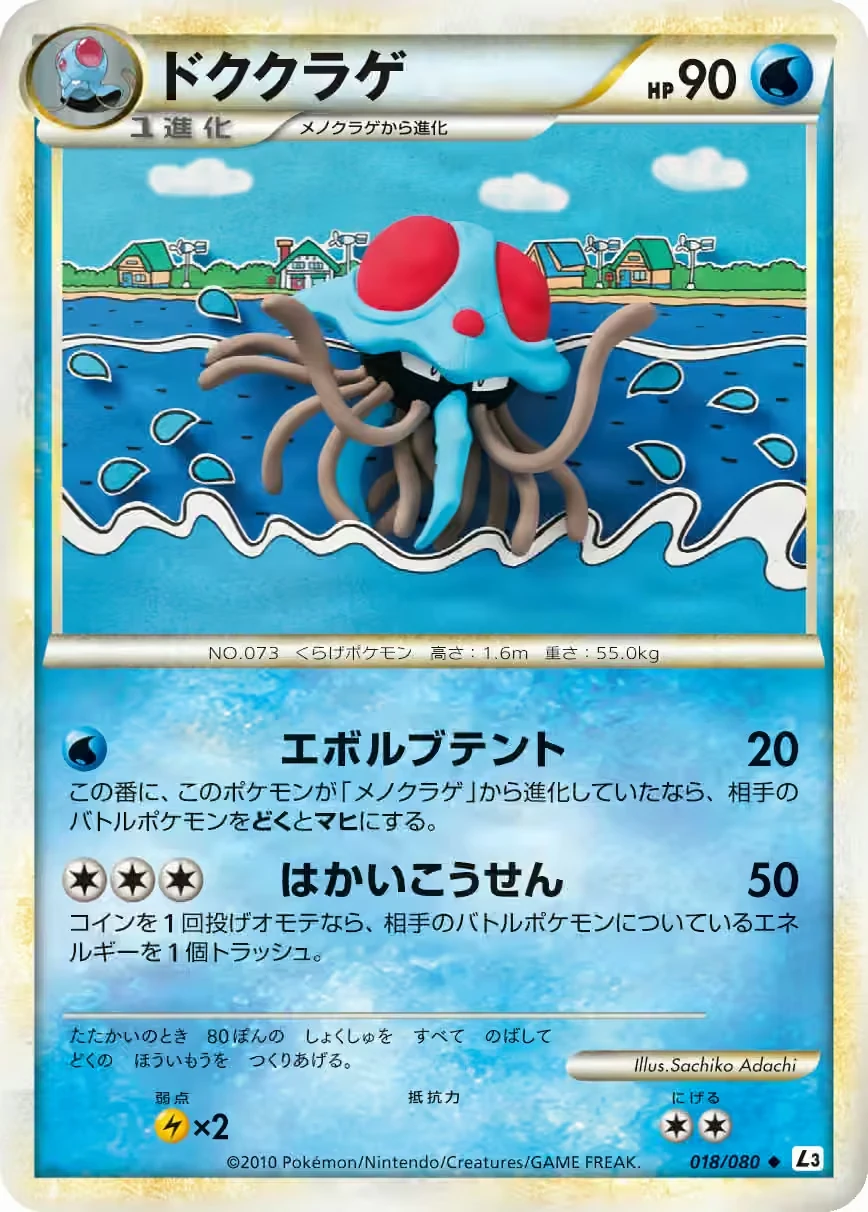 ドククラゲ
HP90
1進化
メノクラゲから進化
NO.073 くらげポケモン 高さ：1.6m 重さ：55.0kg
エボルブテント 20
この番に、このポケモンが「メノクラゲ」から進化していたなら、相手の
バトルポケモンをどくとマヒにする。
はかいこうせん 50
コインを1回投げオモテなら、相手のバトルポケモンについているエネ
ルギーを1個トラッシュ。
たたかいのとき 80ぽんの しょくしゅを すべて のばして
どくの ほういもうを つくりあげる。
Illus.Sachiko Adachi
弱点 抵抗力 にげる
×2
©2010 Pokémon/Nintendo/Creatures/GAME FREAK.
018/080 ◆ L3